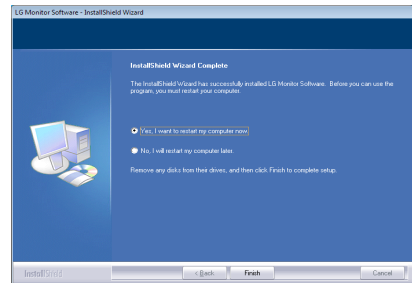 LG Monitor Software - InstallShield Wizard
InstallShield Wizard Complete
The InstallShield Wizard has successfully installed LG Monitor Software. Before you can use the
program, you must restart your computer.
Yes, I want to restart my computer now.
No, I will restart my computer later.
Remove any disks from their drives, and then click Finish to complete setup.
InstallShield
< Back
Finish
Cancel